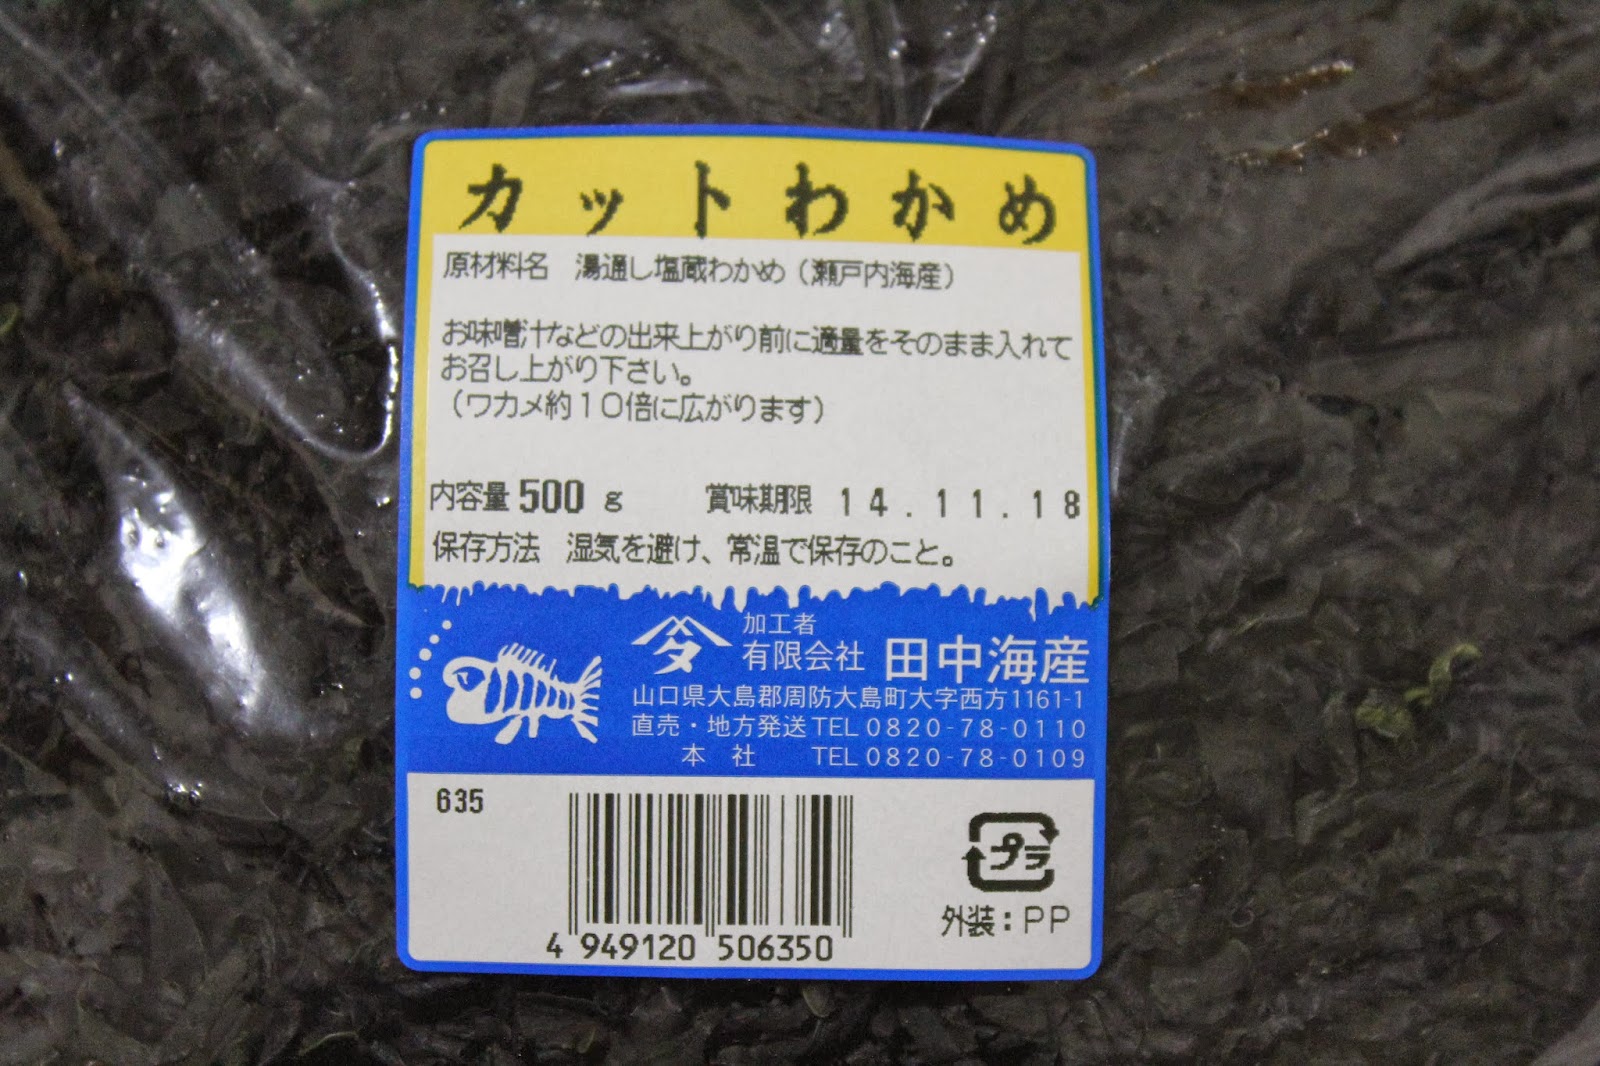 カットわかめ
原材料名　湯通し塩蔵わかめ（瀬戸内海産）
お味噌汁などの出来上がり前に適量をそのまま入れて
お召し上がり下さい。
（ワカメ約１０倍に広がります）
内容量 500 g　賞味期限 14.11.18
保存方法　湿気を避け、常温で保存のこと。
加工者
有限会社 田中海産
山口県大島郡周防大島町大字西方1161-1
直売・地方発送 TEL 0820-78-0110
本　社　TEL 0820-78-0109
635
プラ
外装：PP
4 949120 506350